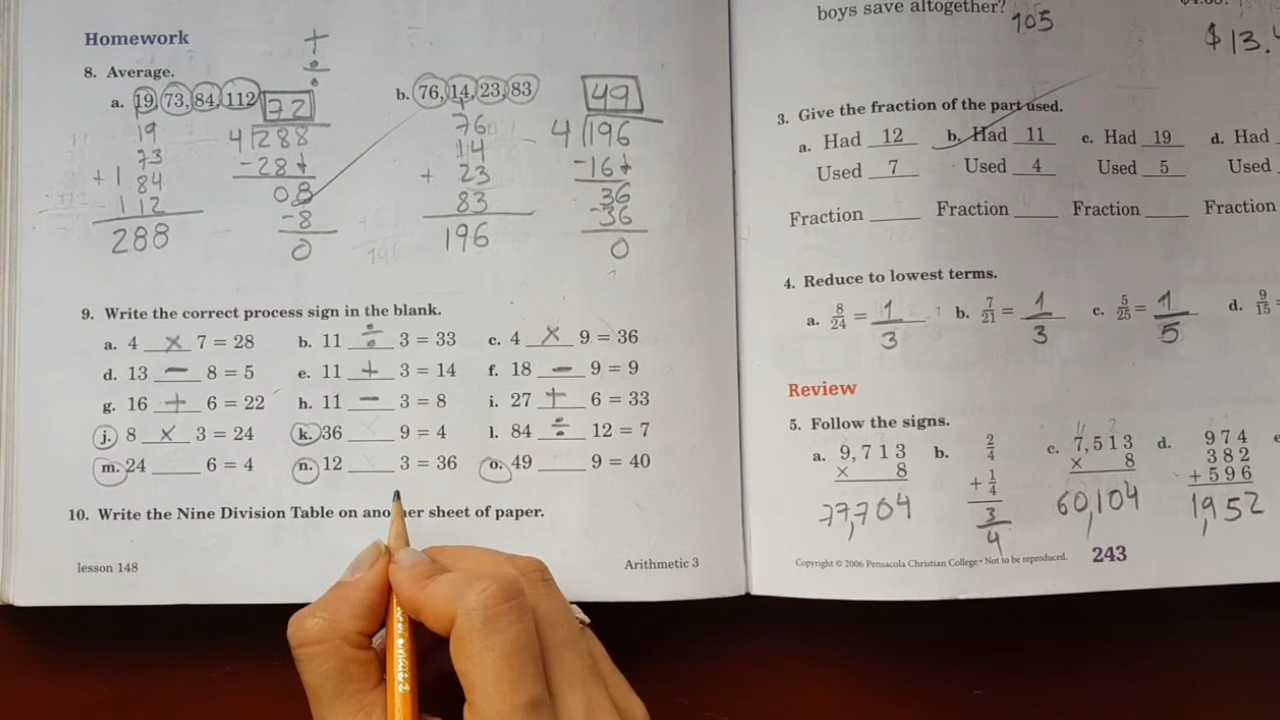 Homework
8. Average.
+
÷
a. 19, 73, 84, 112
72
19
73
+ 1 84
112
288
4 288
-28
08
-8
0
b. 76, 14, 23, 83
49
76
14
+ 23
83
196
4 196
-16
36
-36
0
9. Write the correct process sign in the blank.
a. 4 × 7 = 28 b. 11 ÷ 3 = 33 c. 4 × 9 = 36
d. 13 − 8 = 5 e. 11 + 3 = 14 f. 18 − 9 = 9
g. 16 + 6 = 22 h. 11 − 3 = 8 i. 27 + 6 = 33
j. 8 × 3 = 24 k. 36 ____ 9 = 4 l. 84 ÷ 12 = 7
m. 24 ____ 6 = 4 n. 12 ____ 3 = 36 o. 49 ____ 9 = 40
10. Write the Nine Division Table on another sheet of paper.
lesson 148 Arithmetic 3
boys save altogether?
105
$13.
3. Give the fraction of the part used.
a. Had 12 b. Had 11 c. Had 19 d. Had
Used 7 Used 4 Used 5 Used
Fraction ____ Fraction ____ Fraction ____ Fraction
4. Reduce to lowest terms.
a. 8/24 = 1/3 b. 7/21 = 1/3 c. 5/25 = 1/5 d. 9/15 =
Review
5. Follow the signs.
a. 9,713
× 8
77,704
b. 2/4
+ 1/4
3/4
c. 7,513
× 8
60,104
d. 974
382
+ 596
1,952
e
Copyright © 2006 Pensacola Christian College • Not to be reproduced. 243